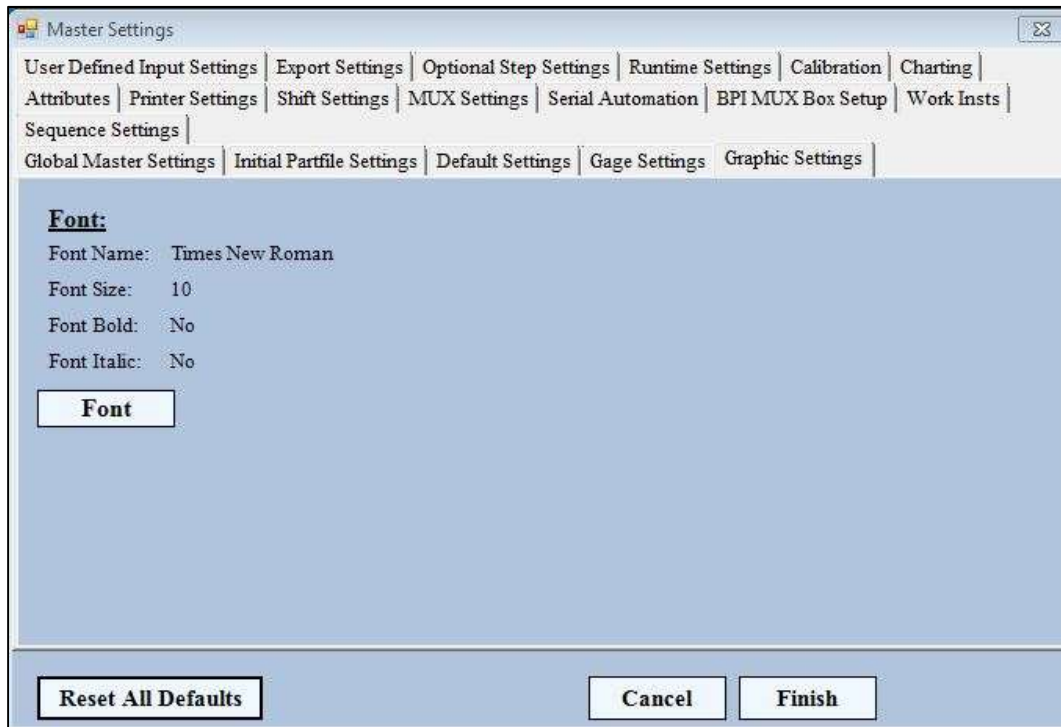 Master Settings
User Defined Input Settings Export Settings Optional Step Settings Runtime Settings Calibration Charting
Attributes Printer Settings Shift Settings MUX Settings Serial Automation BPI MUX Box Setup Work Insts
Sequence Settings
Global Master Settings Initial Partfile Settings Default Settings Gage Settings Graphic Settings
Font:
Font Name: Times New Roman
Font Size: 10
Font Bold: No
Font Italic: No
Font
Reset All Defaults Cancel Finish